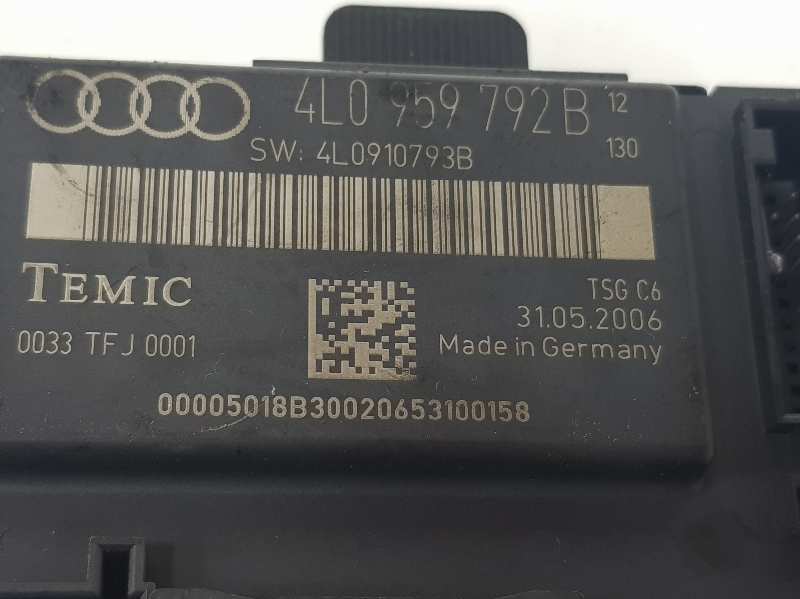 4L0 959 792B 12
SW: 4L0910793B 130
TEMIC
TSG C6
31.05.2006
0033 TFJ 0001
Made in Germany
00005018B30020653100158